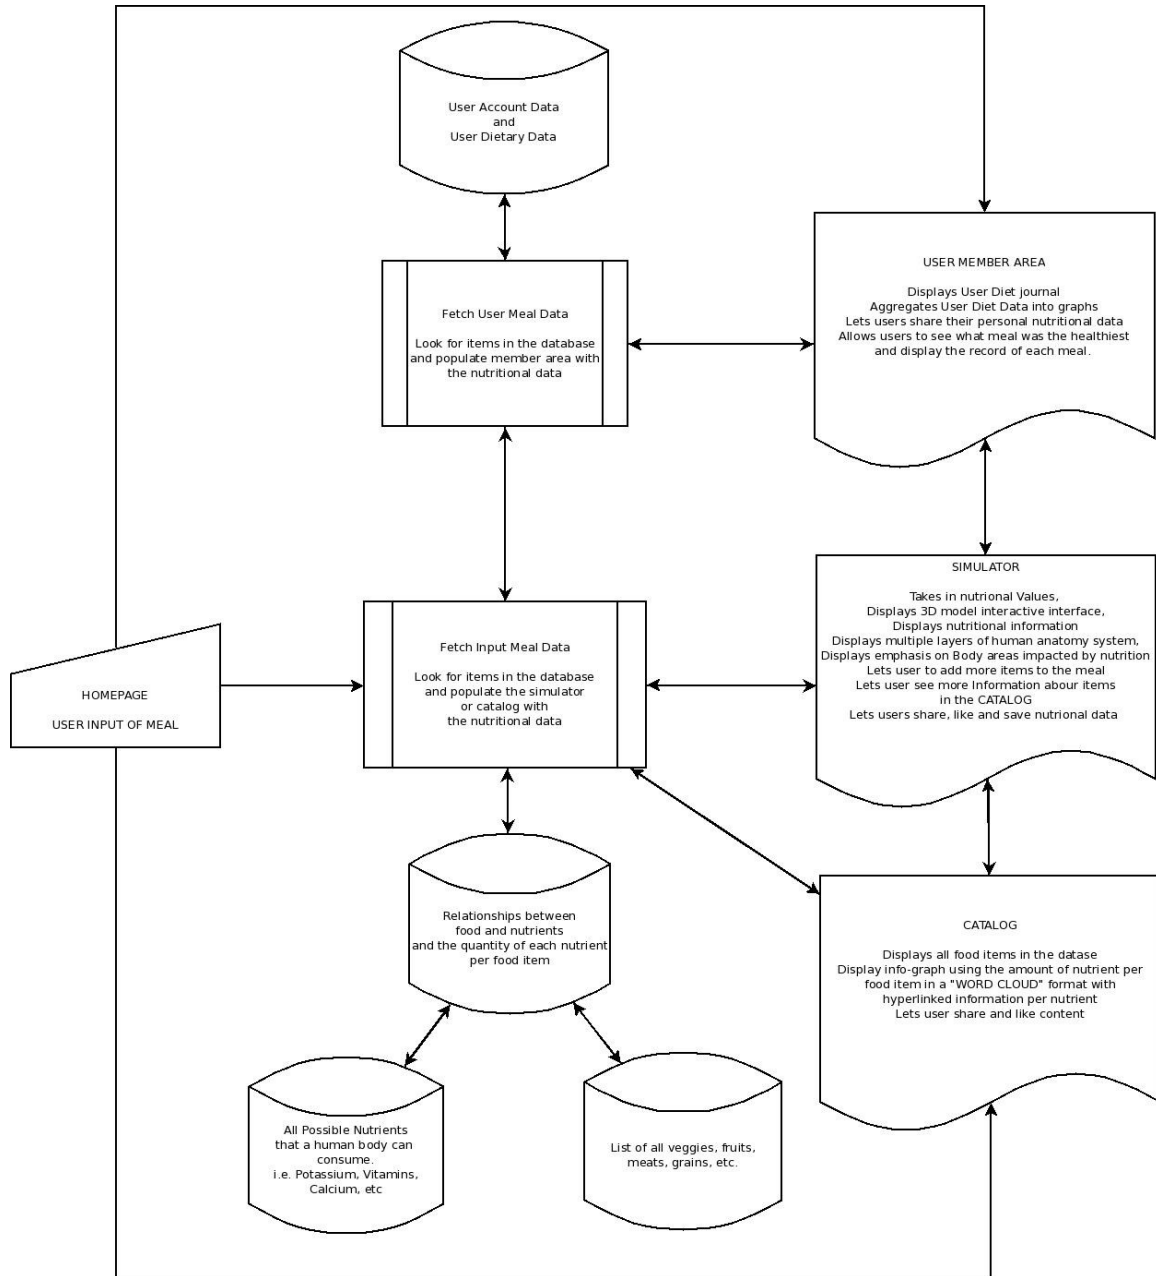 User Account Data
and
User Dietary Data
Fetch User Meal Data
Look for items in the database
and populate member area with
the nutritional data
USER MEMBER AREA
Displays User Diet journal
Aggregates User Diet Data into graphs
Lets users share their personal nutritional data
Allows users to see what meal was the healthiest
and display the record of each meal.
HOMEPAGE
USER INPUT OF MEAL
Fetch Input Meal Data
Look for items in the database
and populate the simulator
or catalog with
the nutritional data
SIMULATOR
Takes in nutrional Values,
Displays 3D model interactive interface,
Displays nutritional information
Displays multiple layers of human anatomy system,
Displays emphasis on Body areas impacted by nutrition
Lets user to add more items to the meal
Lets user see more Information abour items
in the CATALOG
Lets users share, like and save nutrional data
Relationships between
food and nutrients
and the quantity of each nutrient
per food item
CATALOG
Displays all food items in the datase
Display info-graph using the amount of nutrient per
food item in a "WORD CLOUD" format with
hyperlinked information per nutrient
Lets user share and like content
All Possible Nutrients
that a human body can
consume.
i.e. Potassium, Vitamins,
Calcium, etc
List of all veggies, fruits,
meats, grains, etc.